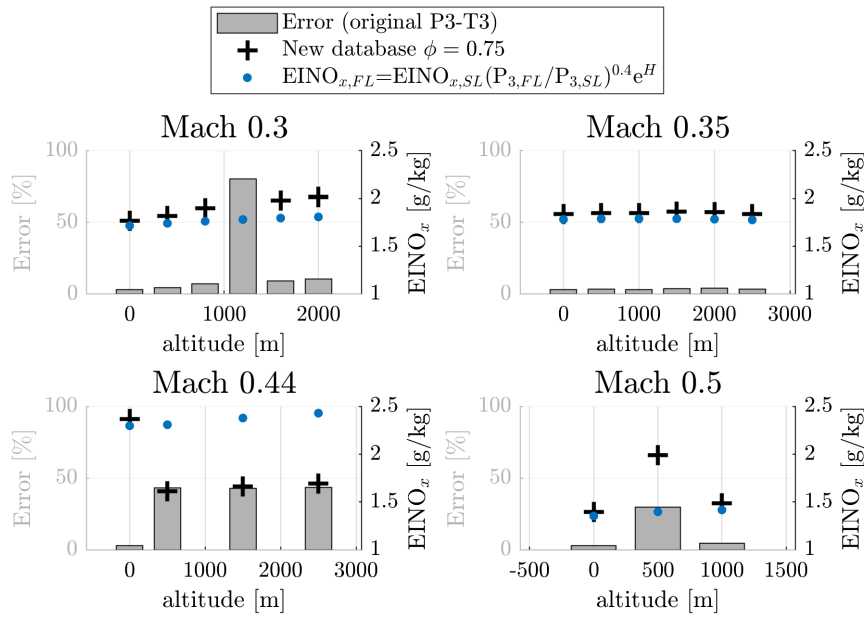 Error (original P3-T3)
New database ϕ = 0.75
EINOₓ,FL=EINOₓ,SL(P₃,FL/P₃,SL)^0.4e^H
Mach 0.3
Mach 0.35
100
50
0
Error [%]
2.5
2
1.5
1
EINOₓ [g/kg]
0 1000 2000
altitude [m]
100
50
0
Error [%]
2.5
2
1.5
1
EINOₓ [g/kg]
0 1000 2000 3000
altitude [m]
Mach 0.44
Mach 0.5
100
50
0
Error [%]
2.5
2
1.5
1
EINOₓ [g/kg]
0 1000 2000 3000
altitude [m]
100
50
0
Error [%]
2.5
2
1.5
1
EINOₓ [g/kg]
-500 0 500 1000 1500
altitude [m]